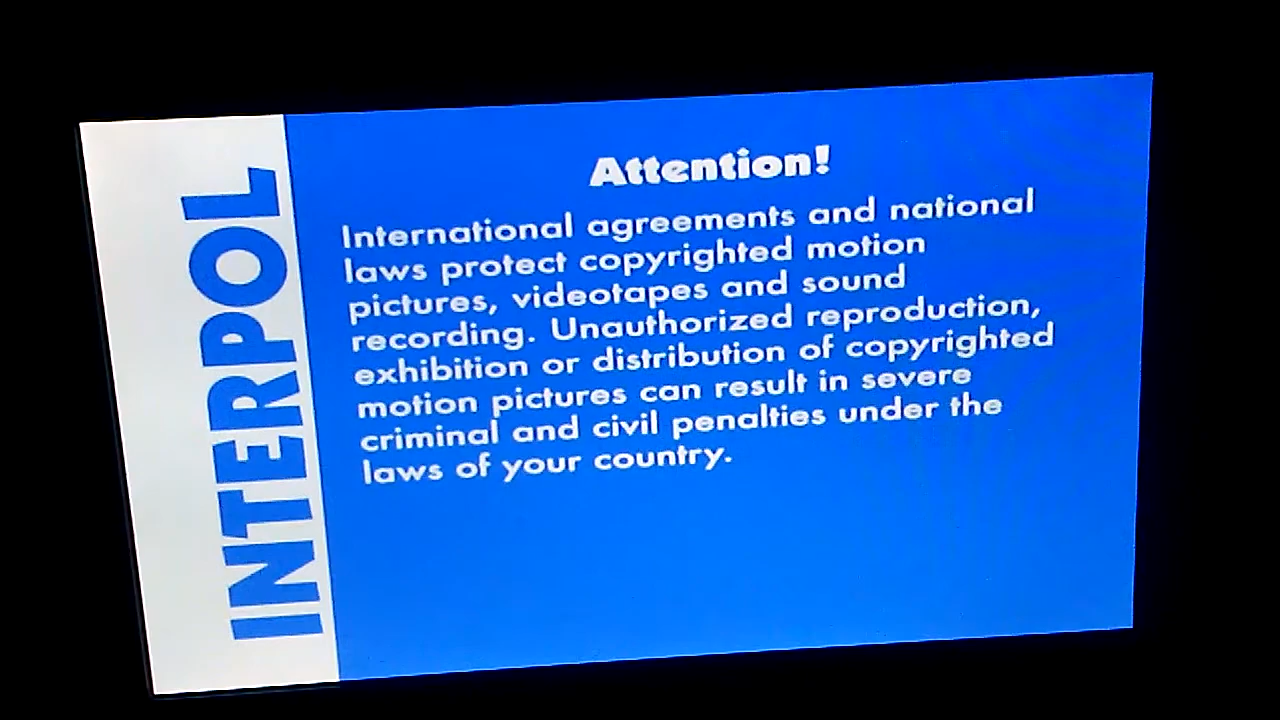 INTERPOL
Attention!
International agreements and national
laws protect copyrighted motion
pictures, videotapes and sound
recording. Unauthorized reproduction,
exhibition or distribution of copyrighted
motion pictures can result in severe
criminal and civil penalties under the
laws of your country.